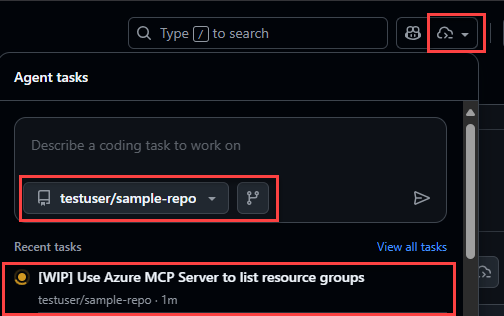 Type / to search
Agent tasks
Describe a coding task to work on
testuser/sample-repo
Recent tasks View all tasks
[WIP] Use Azure MCP Server to list resource groups
testuser/sample-repo · 1m